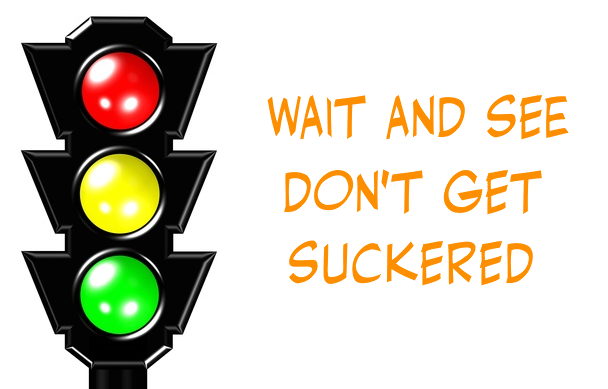 WAIT AND SEE
DON'T GET
SUCKERED